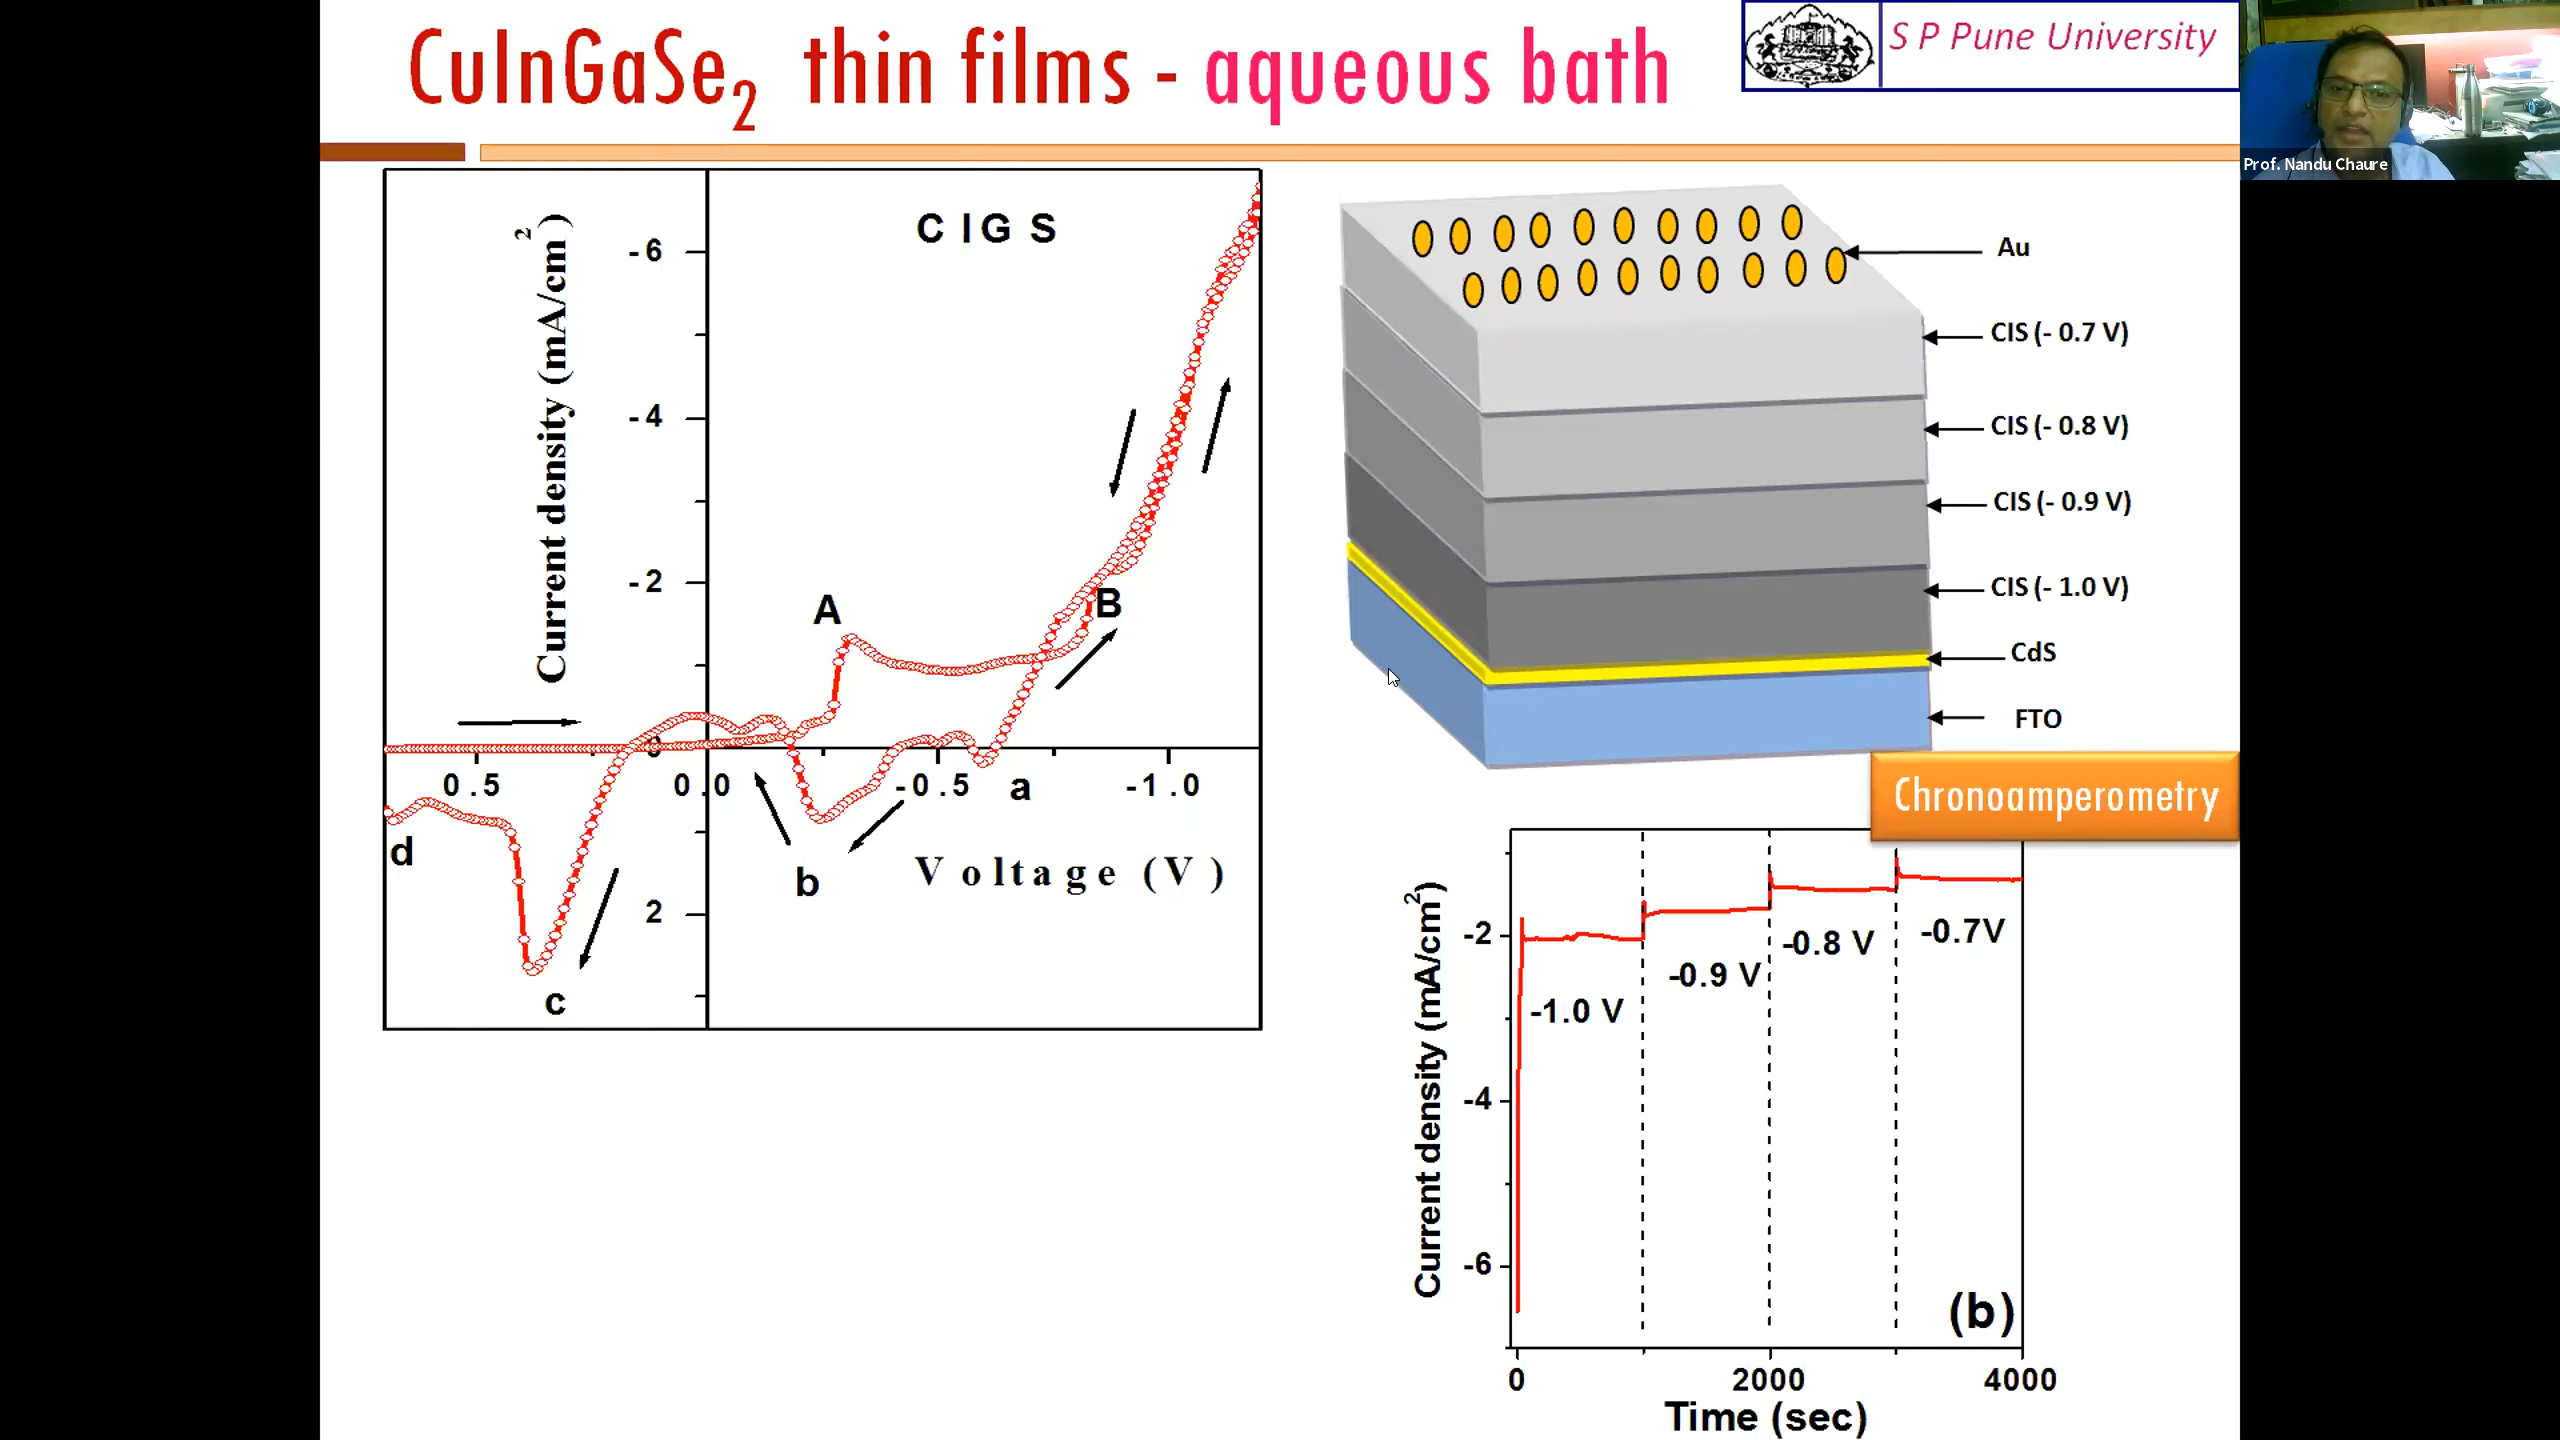 CuInGaSe2 thin films - aqueous bath
S P Pune University
Prof. Nandu Chaure
Current density (mA/cm2)
C I G S
- 6
- 4
- 2
0
2
0.5
0.0
-0.5
-1.0
A
B
a
b
c
d
Voltage (V)
Au
CIS (- 0.7 V)
CIS (- 0.8 V)
CIS (- 0.9 V)
CIS (- 1.0 V)
CdS
FTO
Chronoamperometry
Current density (mA/cm2)
-2
-4
-6
-1.0 V
-0.9 V
-0.8 V
-0.7V
(b)
0
2000
4000
Time (sec)